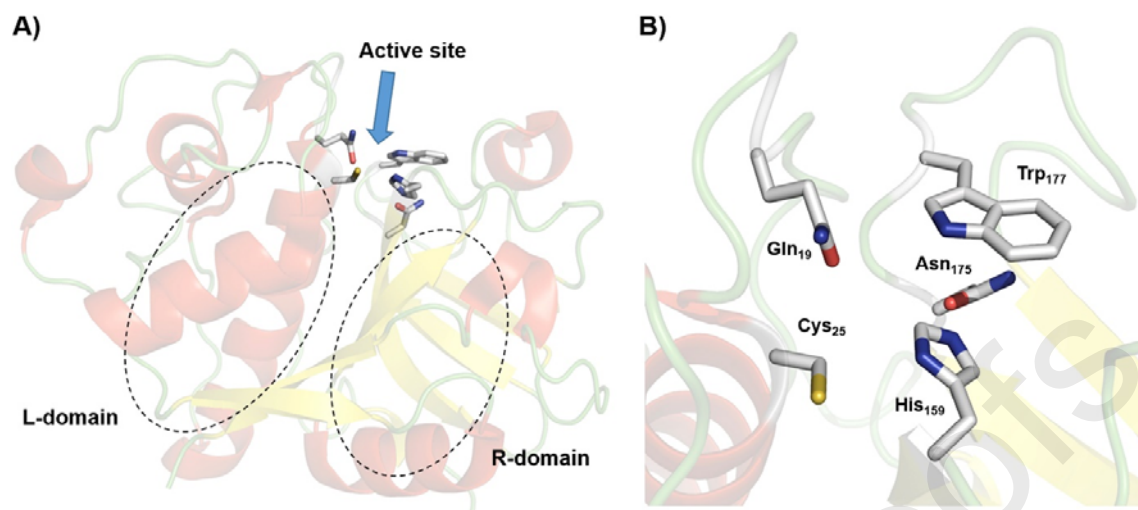 A)
Active site
L-domain
R-domain
B)
Trp177
Gln19
Asn175
Cys25
His159